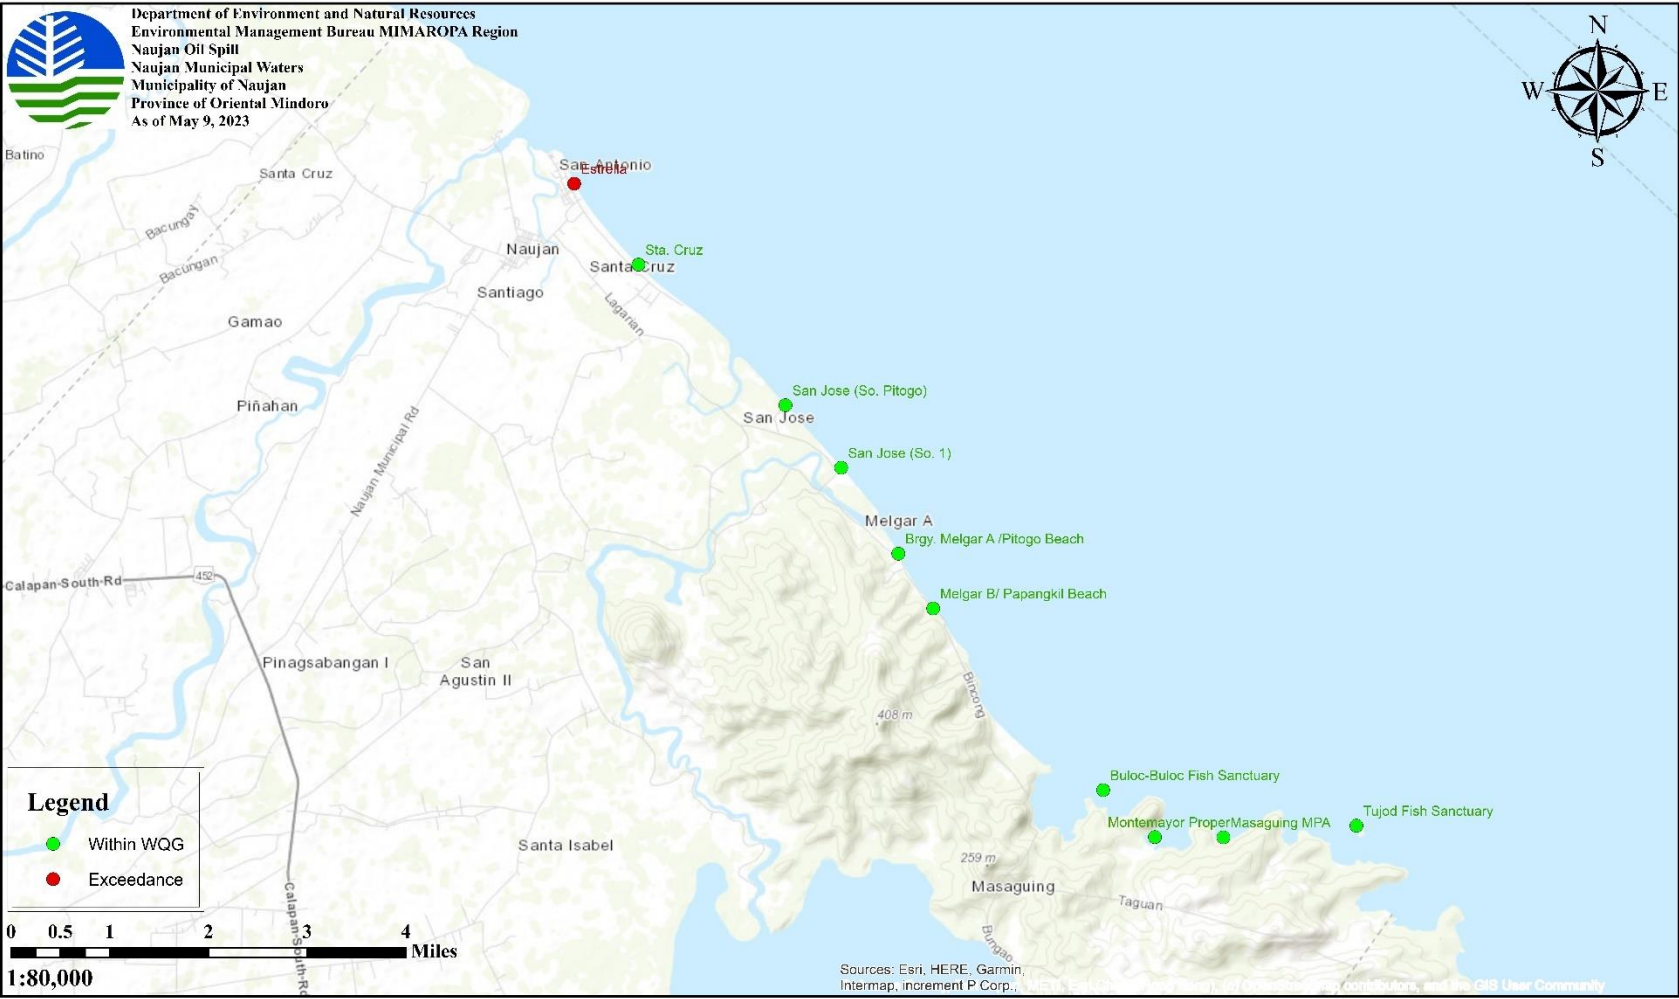 Department of Environment and Natural Resources
Environmental Management Bureau MIMAROPA Region
Naujan Oil Spill
Naujan Municipal Waters
Municipality of Naujan
Province of Oriental Mindoro
As of May 9, 2023
N
W
E
S
Batino
Santa Cruz
San Antonio
Estrella
Bacungay
Bacungan
Naujan
Sta. Cruz
Santa Cruz
Santiago
Lagarian
Gamao
San Jose (So. Pitogo)
Piñahan
San Jose
Naujan Municipal Rd
San Jose (So. 1)
Melgar A
Brgy. Melgar A /Pitogo Beach
Calapan-South-Rd
452
Melgar B/ Papangkil Beach
Pinagsabangan I
San
Agustin II
Bincong
408 m
Buloc-Buloc Fish Sanctuary
Tujod Fish Sanctuary
Montemayor Proper
Masaguing MPA
Legend
Within WQG
Exceedance
Santa Isabel
259 m
Masaguing
Taguan
Bungao
Calapan-South-Rd
0 0.5 1 2 3 4
Miles
1:80,000
Sources: Esri, HERE, Garmin,
Intermap, increment P Corp.,
contributors, and the GIS User Community